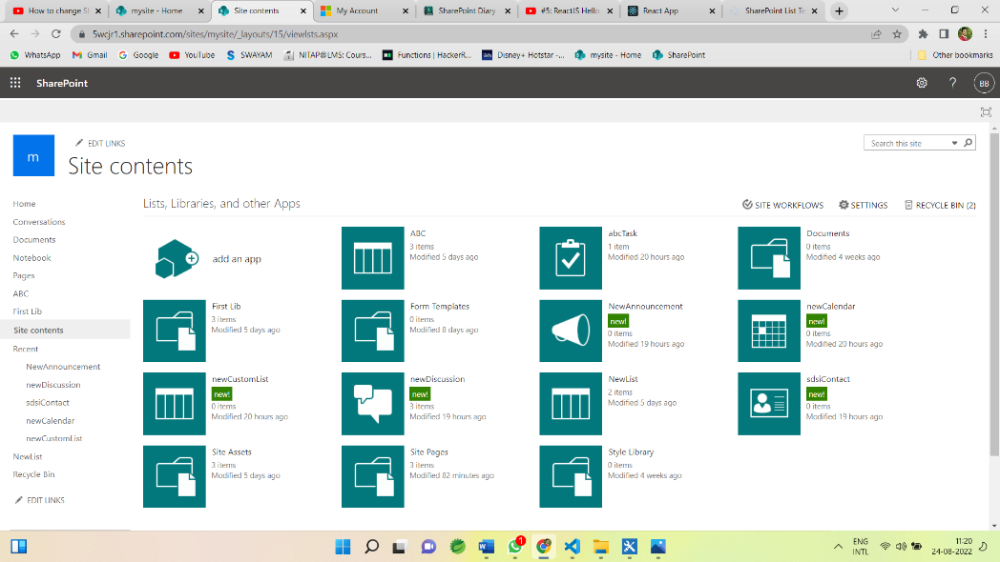 How to change S
mysite - Home
Site contents
My Account
SharePoint Diary
#5: ReactJS Hello
React App
SharePoint List Te
5wcjr1.sharepoint.com/sites/mysite/_layouts/15/viewlsts.aspx
WhatsApp
Gmail
Google
YouTube
SWAYAM
NITAP@LMS: Cours...
Functions | HackerR...
Disney+ Hotstar -...
mysite - Home
SharePoint
Other bookmarks
SharePoint
?
BB
m
EDIT LINKS
Site contents
Search this site
Home
Conversations
Documents
Notebook
Pages
ABC
First Lib
Site contents
Recent
NewAnnouncement
newDiscussion
sdsiContact
newCalendar
newCustomList
NewList
Recycle Bin
EDIT LINKS
Lists, Libraries, and other Apps
SITE WORKFLOWS
SETTINGS
RECYCLE BIN (2)
add an app
ABC
3 items
Modified 5 days ago
abcTask
1 item
Modified 20 hours ago
Documents
0 items
Modified 4 weeks ago
First Lib
3 items
Modified 5 days ago
Form Templates
0 items
Modified 8 days ago
NewAnnouncement
new!
0 items
Modified 19 hours ago
newCalendar
new!
0 items
Modified 20 hours ago
newCustomList
new!
0 items
Modified 20 hours ago
newDiscussion
new!
3 items
Modified 19 hours ago
NewList
2 items
Modified 5 days ago
sdsiContact
new!
0 items
Modified 19 hours ago
Site Assets
3 items
Modified 5 days ago
Site Pages
3 items
Modified 82 minutes ago
Style Library
0 items
Modified 4 weeks ago
1
ENG
INTL
11:20
24-08-2022